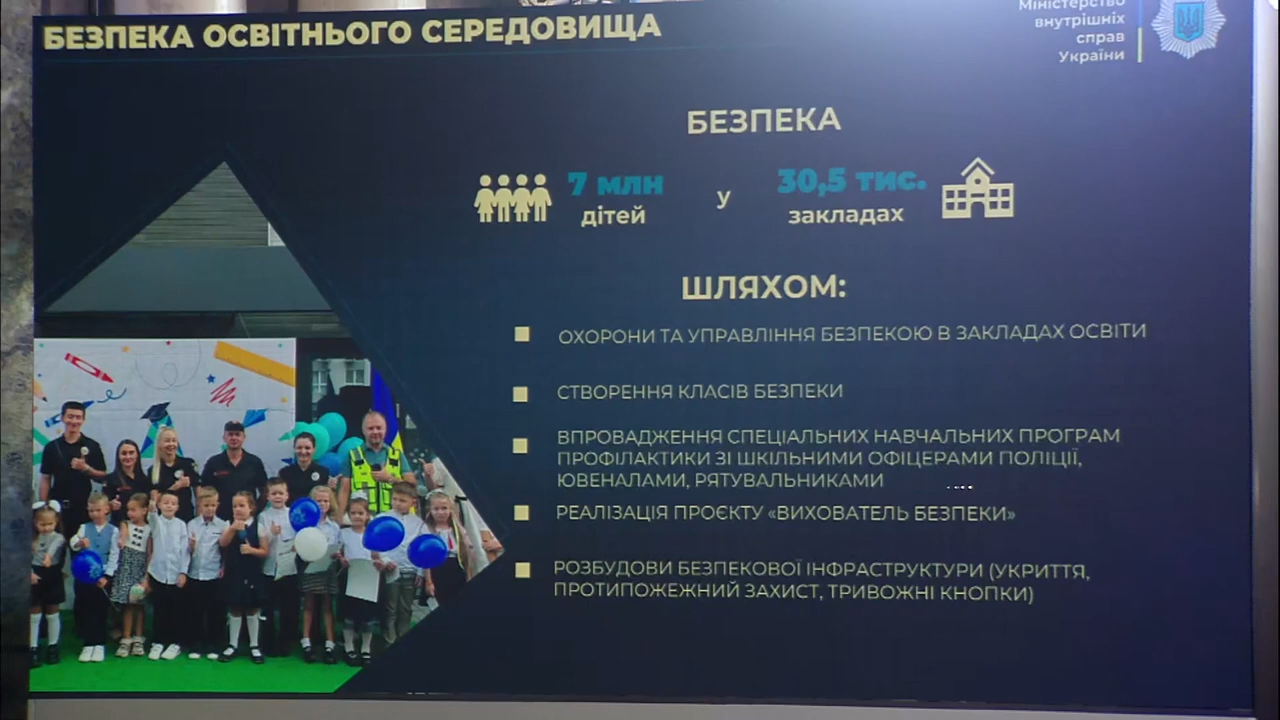 БЕЗПЕКА ОСВІТНЬОГО СЕРЕДОВИЩА
Міністерство
внутрішніх
справ
України
БЕЗПЕКА
7 млн
дітей
у
30,5 тис.
закладах
ШЛЯХОМ:
ОХОРОНИ ТА УПРАВЛІННЯ БЕЗПЕКОЮ В ЗАКЛАДАХ ОСВІТИ
СТВОРЕННЯ КЛАСІВ БЕЗПЕКИ
ВПРОВАДЖЕННЯ СПЕЦІАЛЬНИХ НАВЧАЛЬНИХ ПРОГРАМ
ПРОФІЛАКТИКИ ЗІ ШКІЛЬНИМИ ОФІЦЕРАМИ ПОЛІЦІЇ,
ЮВЕНАЛАМИ, РЯТУВАЛЬНИКАМИ
РЕАЛІЗАЦІЯ ПРОЄКТУ «ВИХОВАТЕЛЬ БЕЗПЕКИ»
РОЗБУДОВИ БЕЗПЕКОВОЇ ІНФРАСТРУКТУРИ (УКРИТТЯ,
ПРОТИПОЖЕЖНИЙ ЗАХИСТ, ТРИВОЖНІ КНОПКИ)